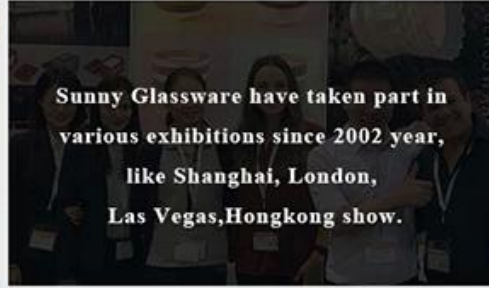 Sunny Glassware have taken part in
various exhibitions since 2002 year,
like Shanghai, London,
Las Vegas,Hongkong show.